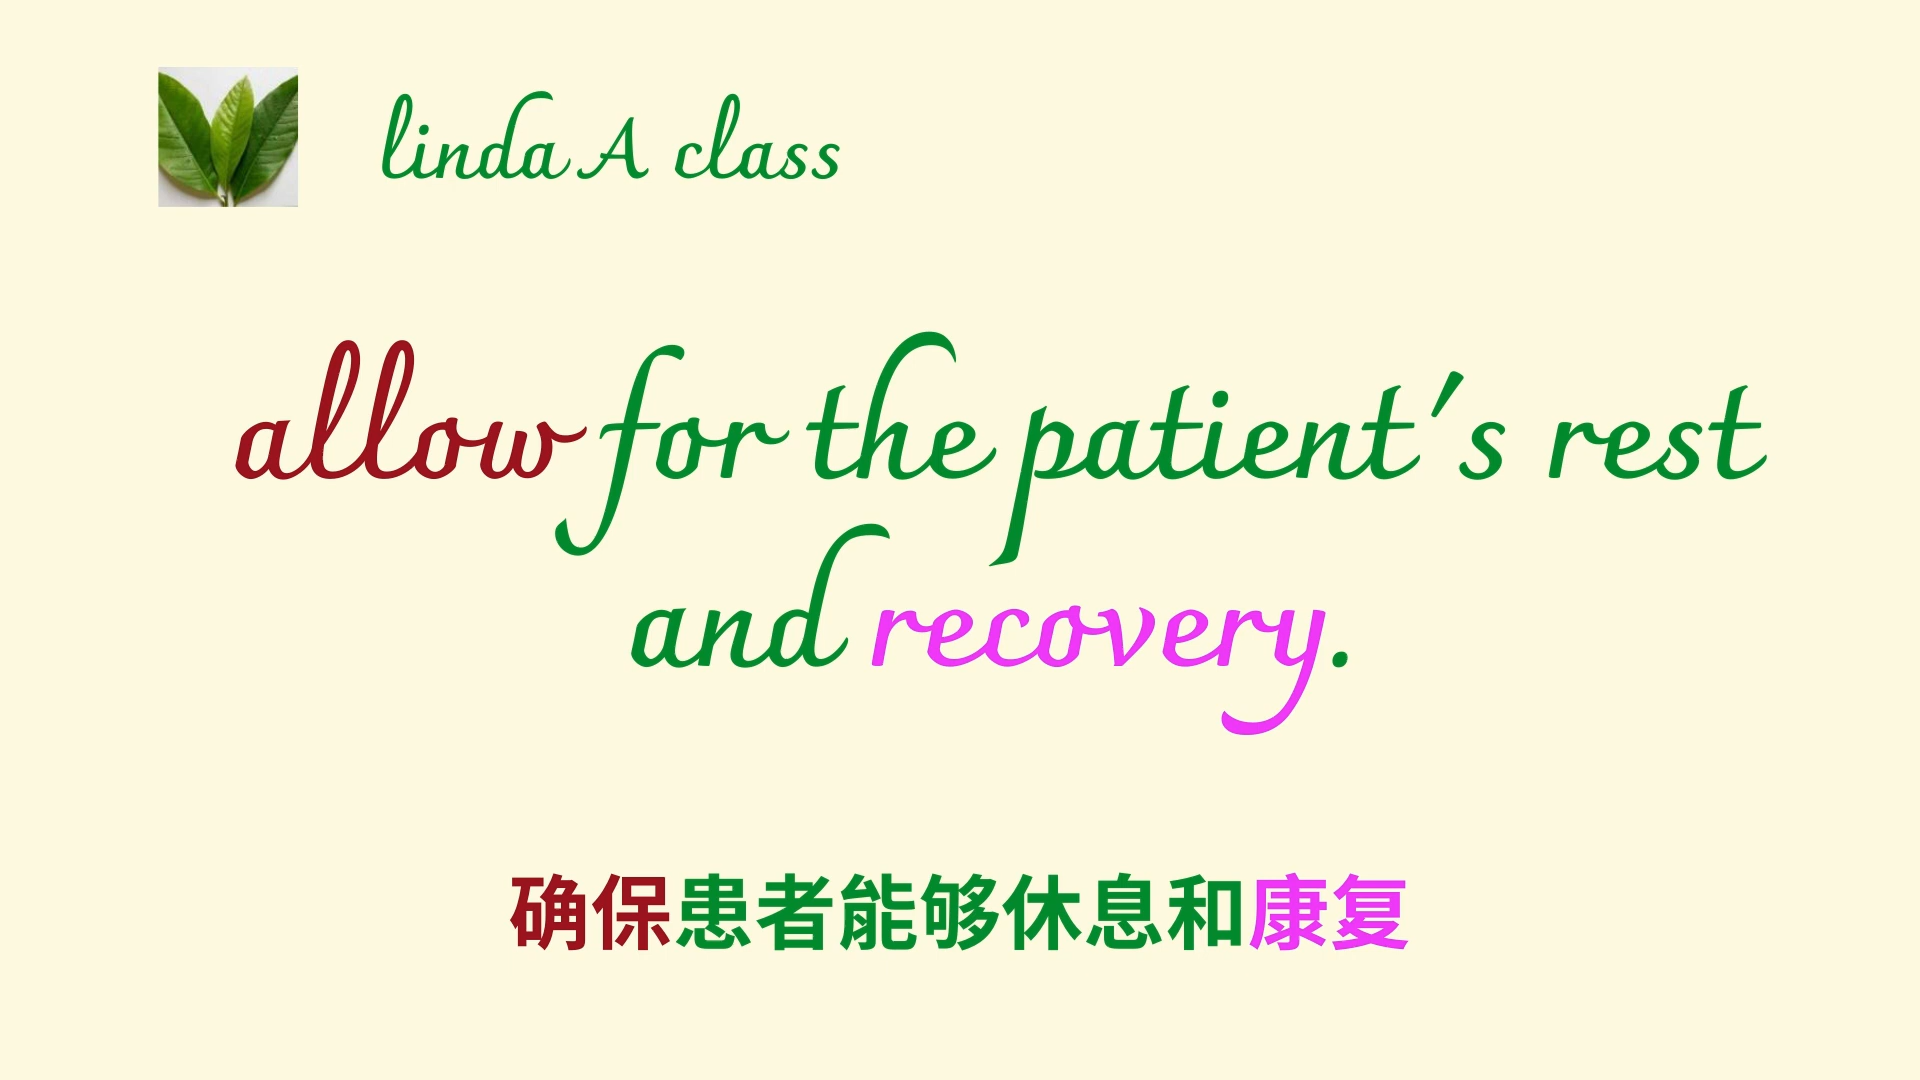 linda A class
allow for the patient's rest
and recovery.
确保患者能够休息和康复